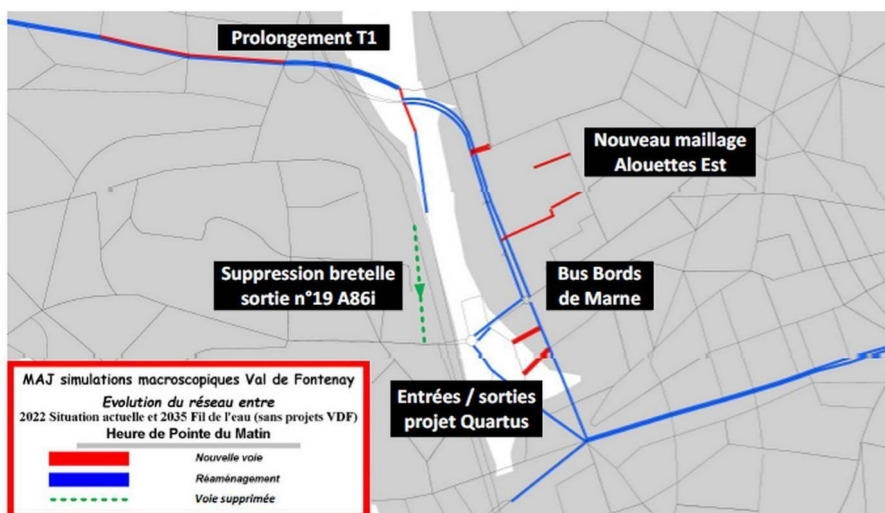 Prolongement T1
Nouveau maillage
Alouettes Est
Suppression bretelle
sortie n°19 A86i
Bus Bords
de Marne
Entrées / sorties
projet Quartus
MAJ simulations macroscopiques Val de Fontenay
Evolution du réseau entre
2022 Situation actuelle et 2035 Fil de l'eau (sans projets VDF)
Heure de Pointe du Matin
Nouvelle voie
Réaménagement
Voie supprimée